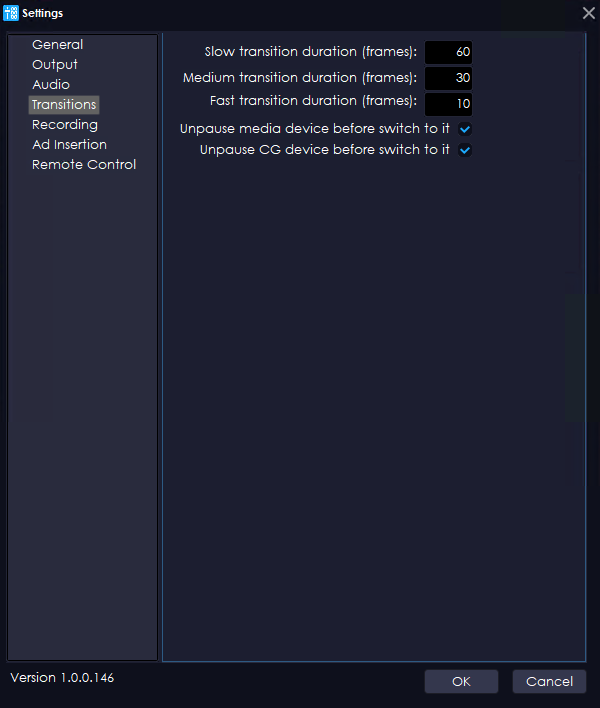 Settings
General
Output
Audio
Transitions
Recording
Ad Insertion
Remote Control
Slow transition duration (frames): 60
Medium transition duration (frames): 30
Fast transition duration (frames): 10
Unpause media device before switch to it
Unpause CG device before switch to it
Version 1.0.0.146
OK Cancel